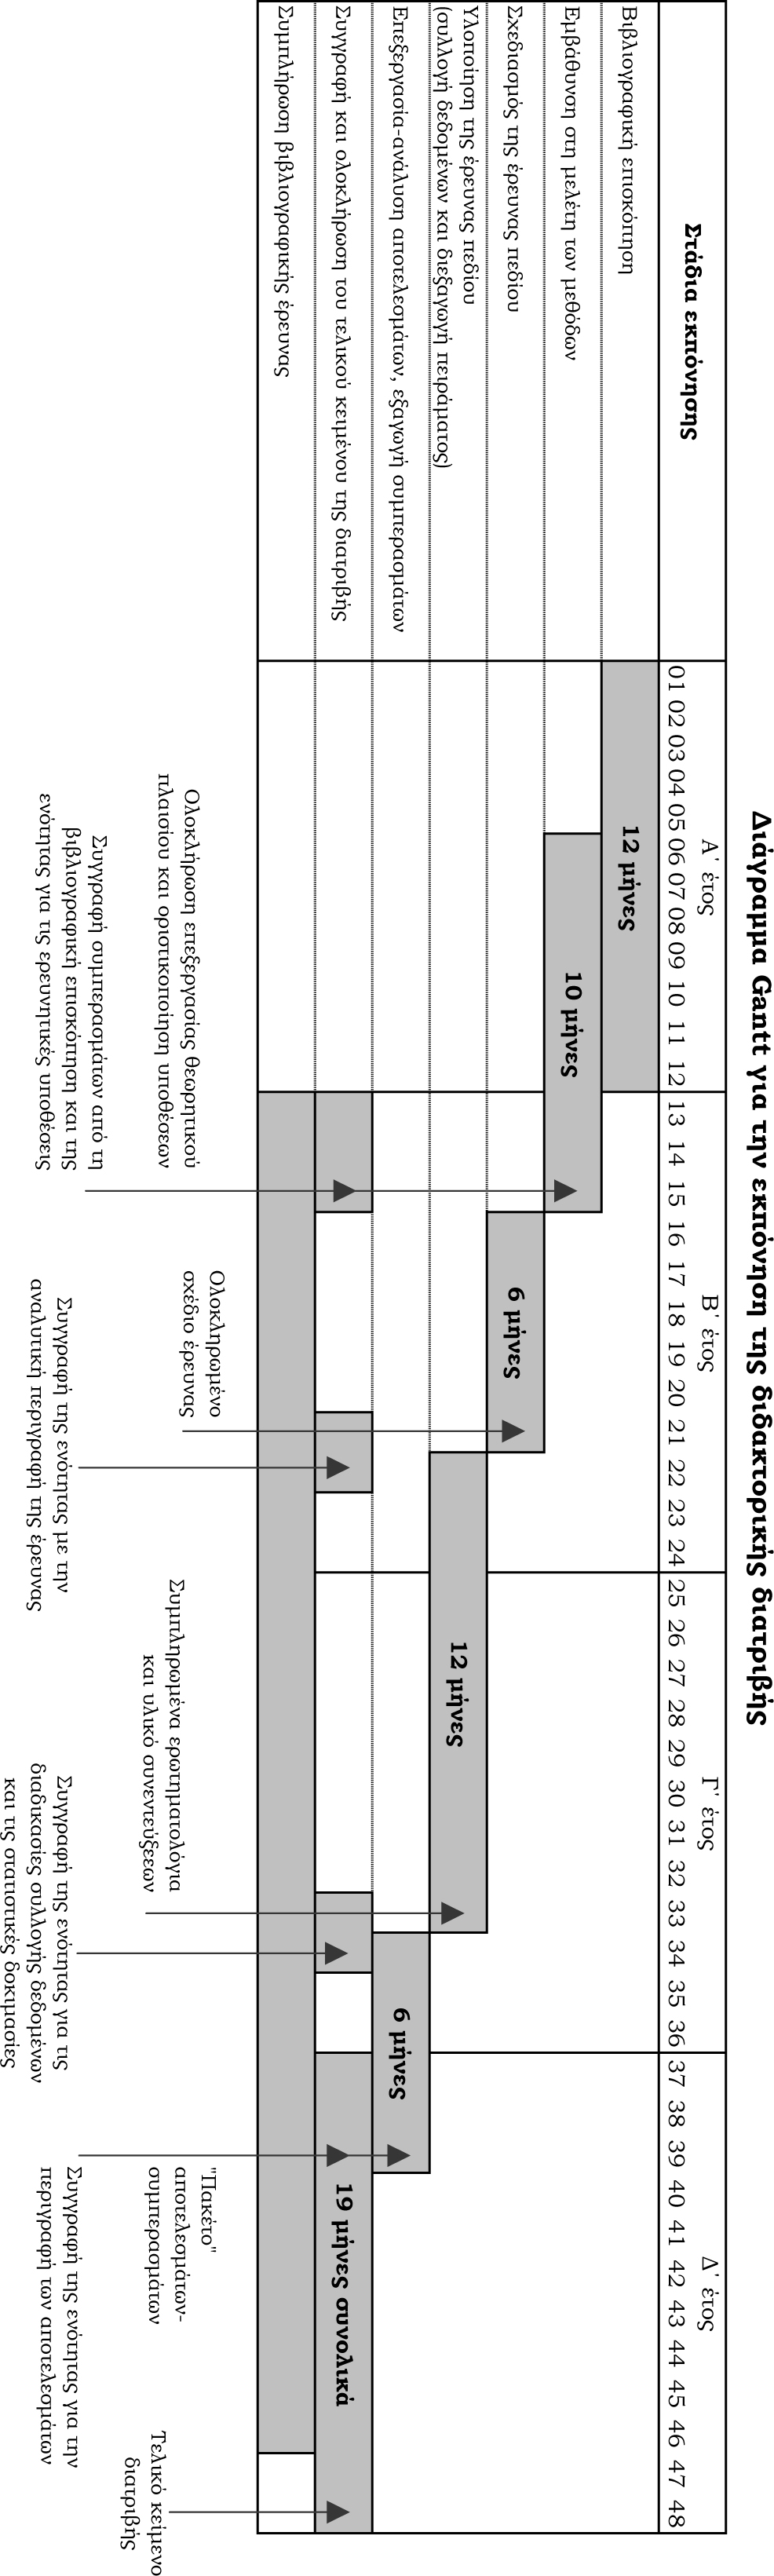 Διάγραμμα Gantt για την εκπόνηση της διδακτορικής διατριβής
Στάδια εκπόνησης
Α' έτος
Β' έτος
Γ' έτος
Δ' έτος
01 02 03 04 05 06 07 08 09 10 11 12 13 14 15 16 17 18 19 20 21 22 23 24 25 26 27 28 29 30 31 32 33 34 35 36 37 38 39 40 41 42 43 44 45 46 47 48
Βιβλιογραφική επισκόπηση
12 μήνες
Εμβάθυνση στη μελέτη των μεθόδων
10 μήνες
Σχεδιασμός της έρευνας πεδίου
6 μήνες
Υλοποίηση της έρευνας πεδίου
(συλλογή δεδομένων και διεξαγωγή πειράματος)
12 μήνες
Επεξεργασία-ανάλυση αποτελεσμάτων, εξαγωγή συμπερασμάτων
6 μήνες
Συγγραφή και ολοκλήρωση του τελικού κειμένου της διατριβής
19 μήνες συνολικά
Συμπλήρωση βιβλιογραφικής έρευνας
Ολοκλήρωση επεξεργασίας θεωρητικού
πλαισίου και οριστικοποίηση υποθέσεων
Συγγραφή συμπερασμάτων από τη
βιβλιογραφική επισκόπηση και της
ενότητας για τις ερευνητικές υποθέσεις
Ολοκληρωμένο
σχέδιο έρευνας
Συγγραφή της ενότητας με την
αναλυτική περιγραφή της έρευνας
Συμπληρωμένα ερωτηματολόγια
και υλικό συνεντεύξεων
Συγγραφή της ενότητας για τις
διαδικασίες συλλογής δεδομένων
και τις στατιστικές δοκιμασίες
"Πακέτο"
αποτελεσμάτων-
συμπερασμάτων
Συγγραφή της ενότητας για την
περιγραφή των αποτελεσμάτων
Τελικό κείμενο
διατριβής